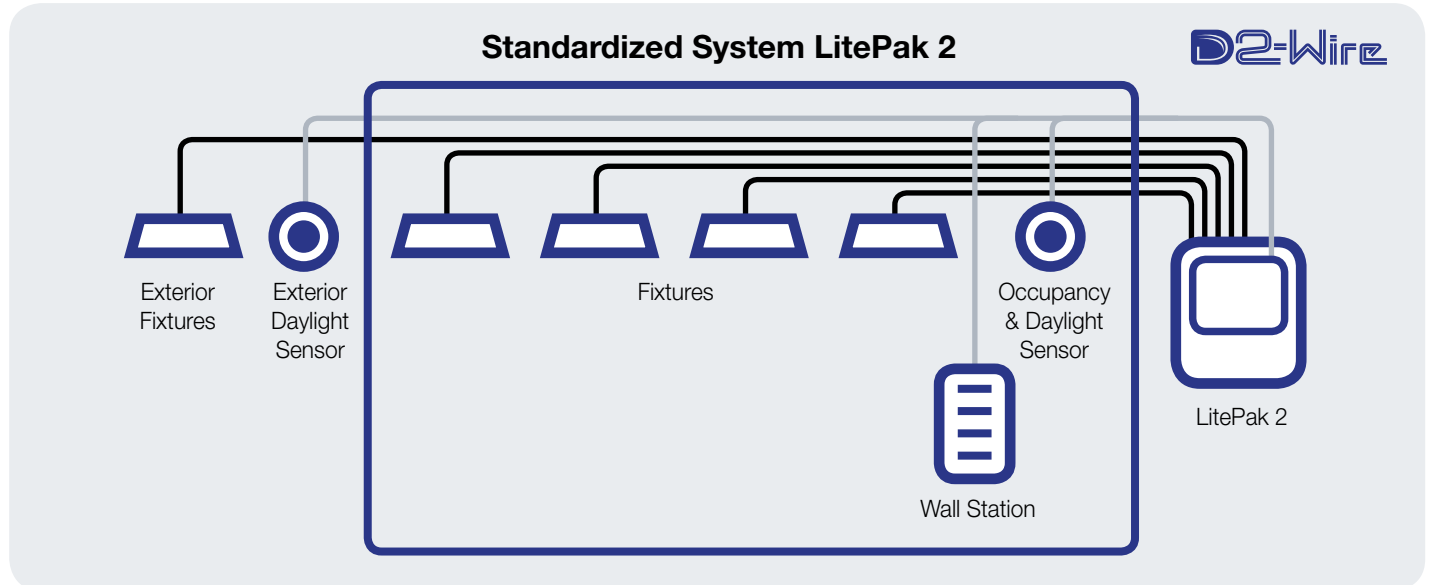 Standardized System LitePak 2
D2-Wire
Exterior
Fixtures
Exterior
Daylight
Sensor
Fixtures
Occupancy
& Daylight
Sensor
LitePak 2
Wall Station